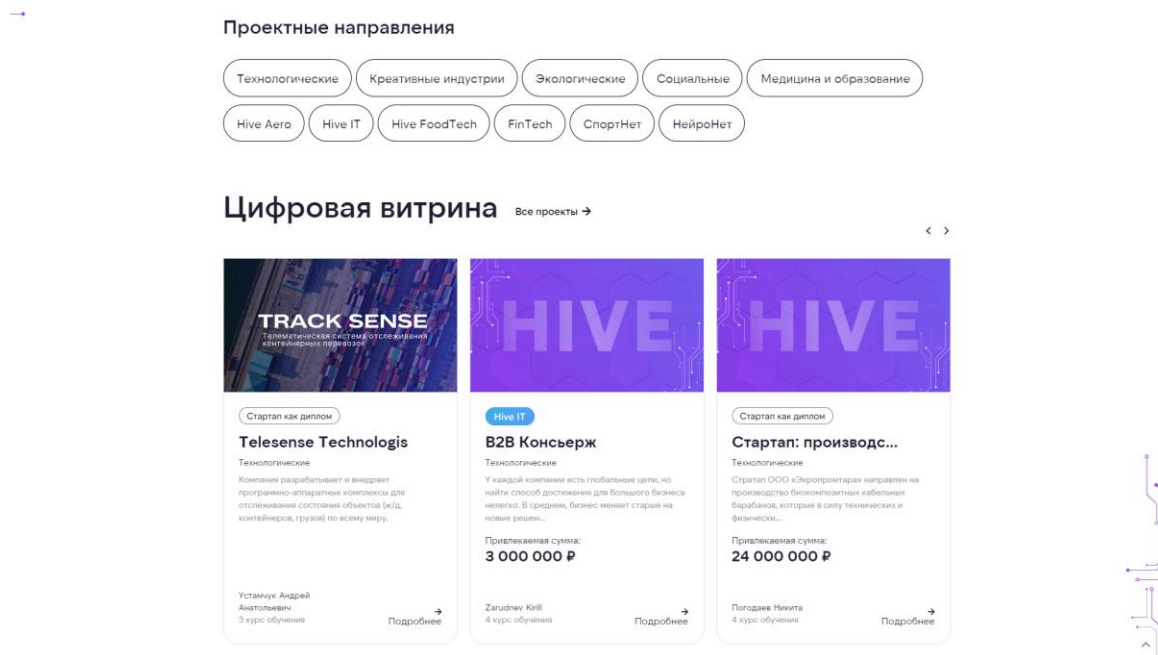 Проектные направления
Технологические Креативные индустрии Экологические Социальные Медицина и образование
Hive Aero Hive IT Hive FoodTech FinTech СпортНет НейроНет
Цифровая витрина Все проекты →
TRACK SENSE
Телематическая система отслеживания
контейнерных перевозок
Стартап как диплом
Telesense Technologis
Технологические
Компания разрабатывает и внедряет
программно-аппаратные комплексы для
отслеживания состояния объектов (ж/д,
контейнеров, грузов) по всему миру.
Устамчук Андрей
Анатольевич
3 курс обучения
Подробнее
HIVE
Hive IT
B2B Консьерж
Технологические
У каждой компании есть глобальные цели, но
найти способ достижения для большого бизнеса
нелегко. В среднем, бизнес меняет старые на
новые решен...
Привлекаемая сумма:
3 000 000 ₽
Zarudnev Kirill
4 курс обучения
Подробнее
HIVE
Стартап как диплом
Стартап: производс...
Технологические
Стратап ООО «Экропромтара» направлен на
производство биокомпозитных кабельных
барабанов, которые в силу технических и
физически...
Привлекаемая сумма:
24 000 000 ₽
Погодаев Никита
4 курс обучения
Подробнее